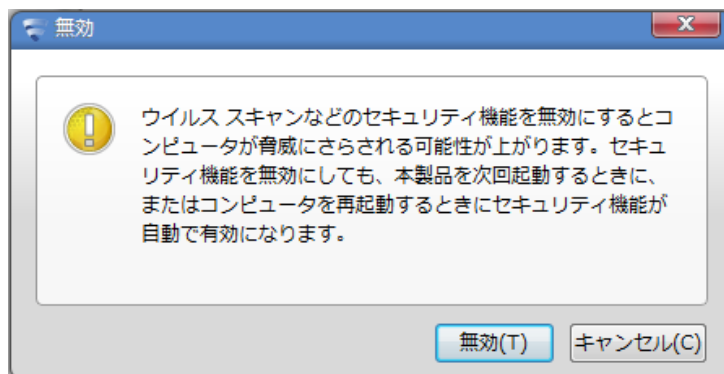 無効
ウイルス スキャンなどのセキュリティ機能を無効にするとコ
ンピュータが脅威にさらされる可能性が上がります。セキュ
リティ機能を無効にしても、本製品を次回起動するときに、
またはコンピュータを再起動するときにセキュリティ機能が
自動で有効になります。
無効(T)
キャンセル(C)